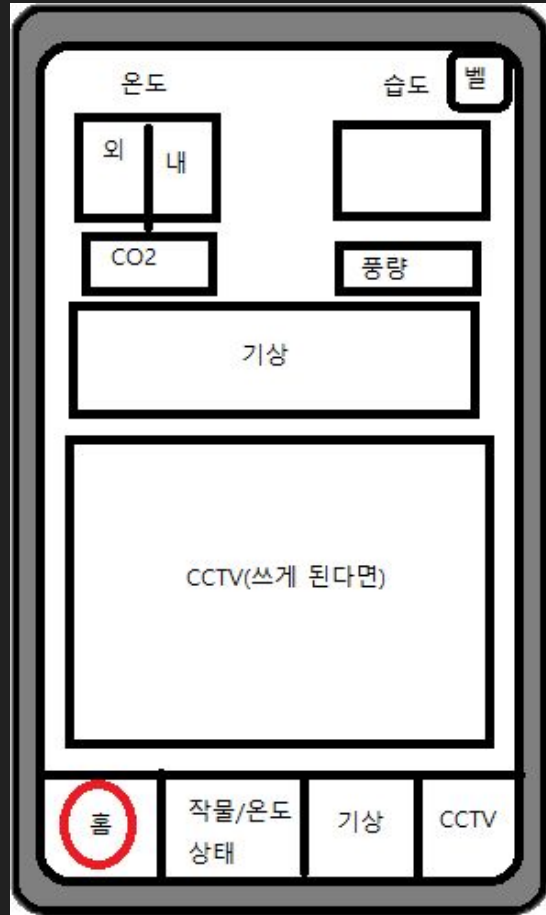 온도
습도
벨
외
내
CO2
풍량
기상
CCTV(쓰게 된다면)
홈
작물/온도
상태
기상
CCTV